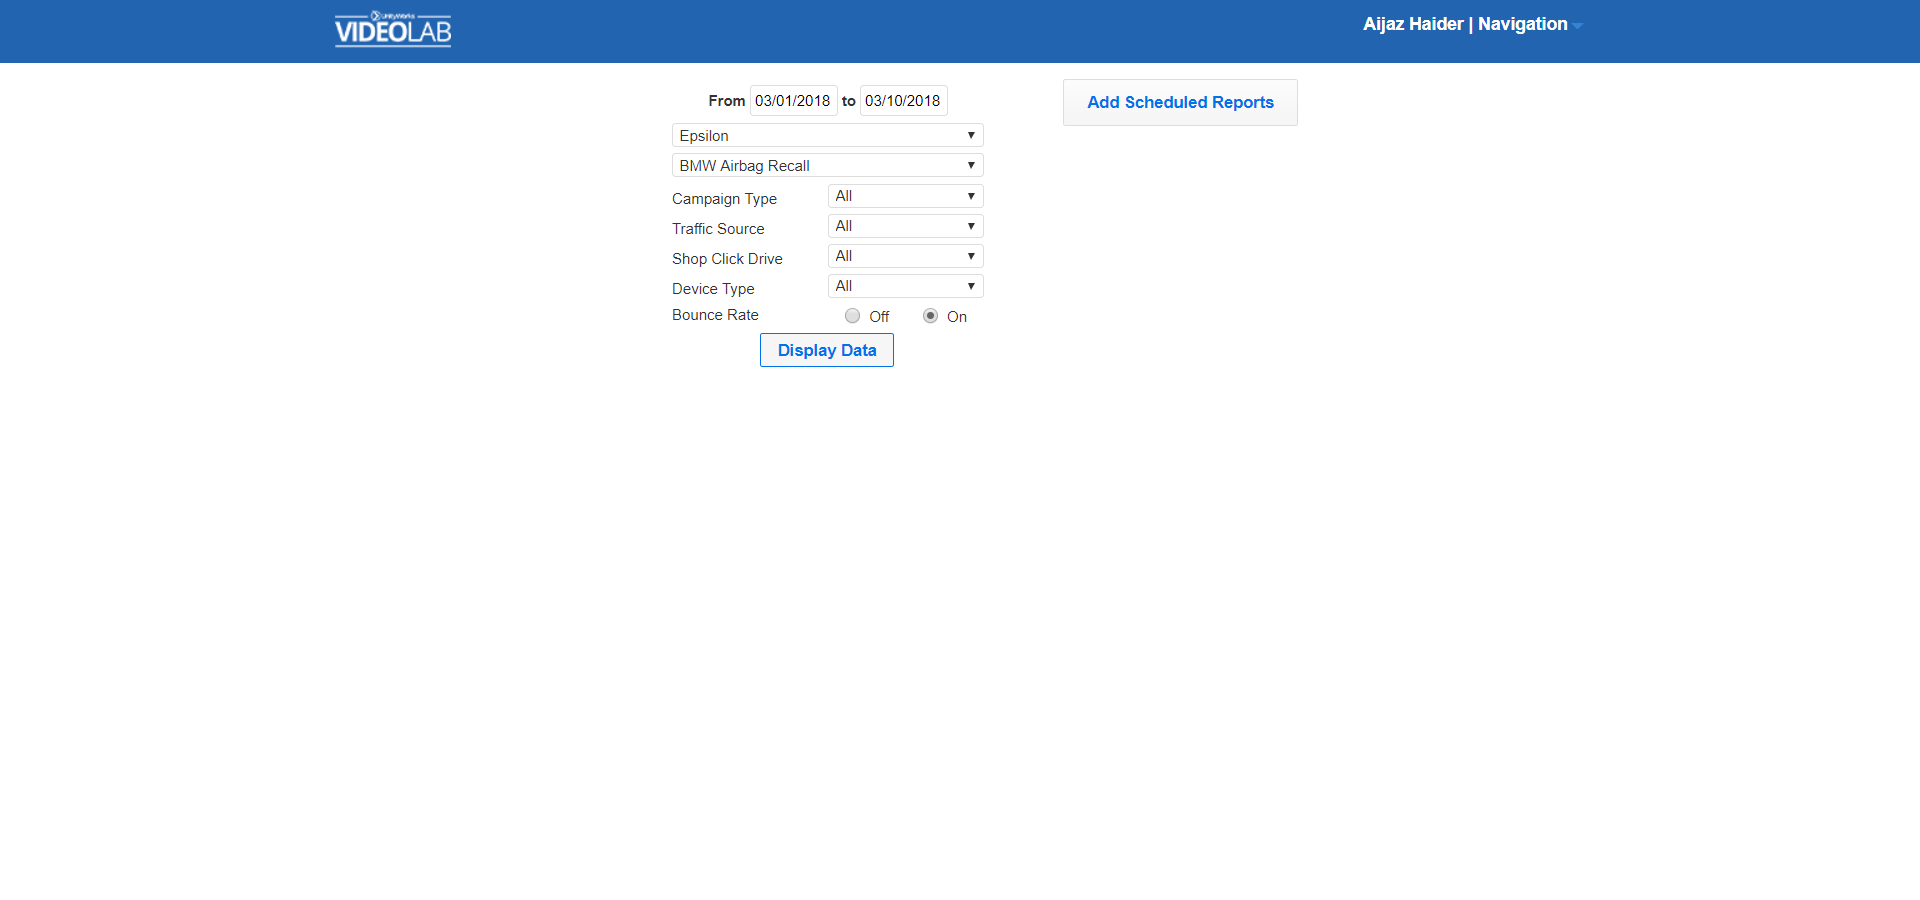 UnityWorks
VIDEOLAB
Aijaz Haider | Navigation
From 03/01/2018 to 03/10/2018
Add Scheduled Reports
Epsilon
BMW Airbag Recall
Campaign Type All
Traffic Source All
Shop Click Drive All
Device Type All
Bounce Rate Off On
Display Data